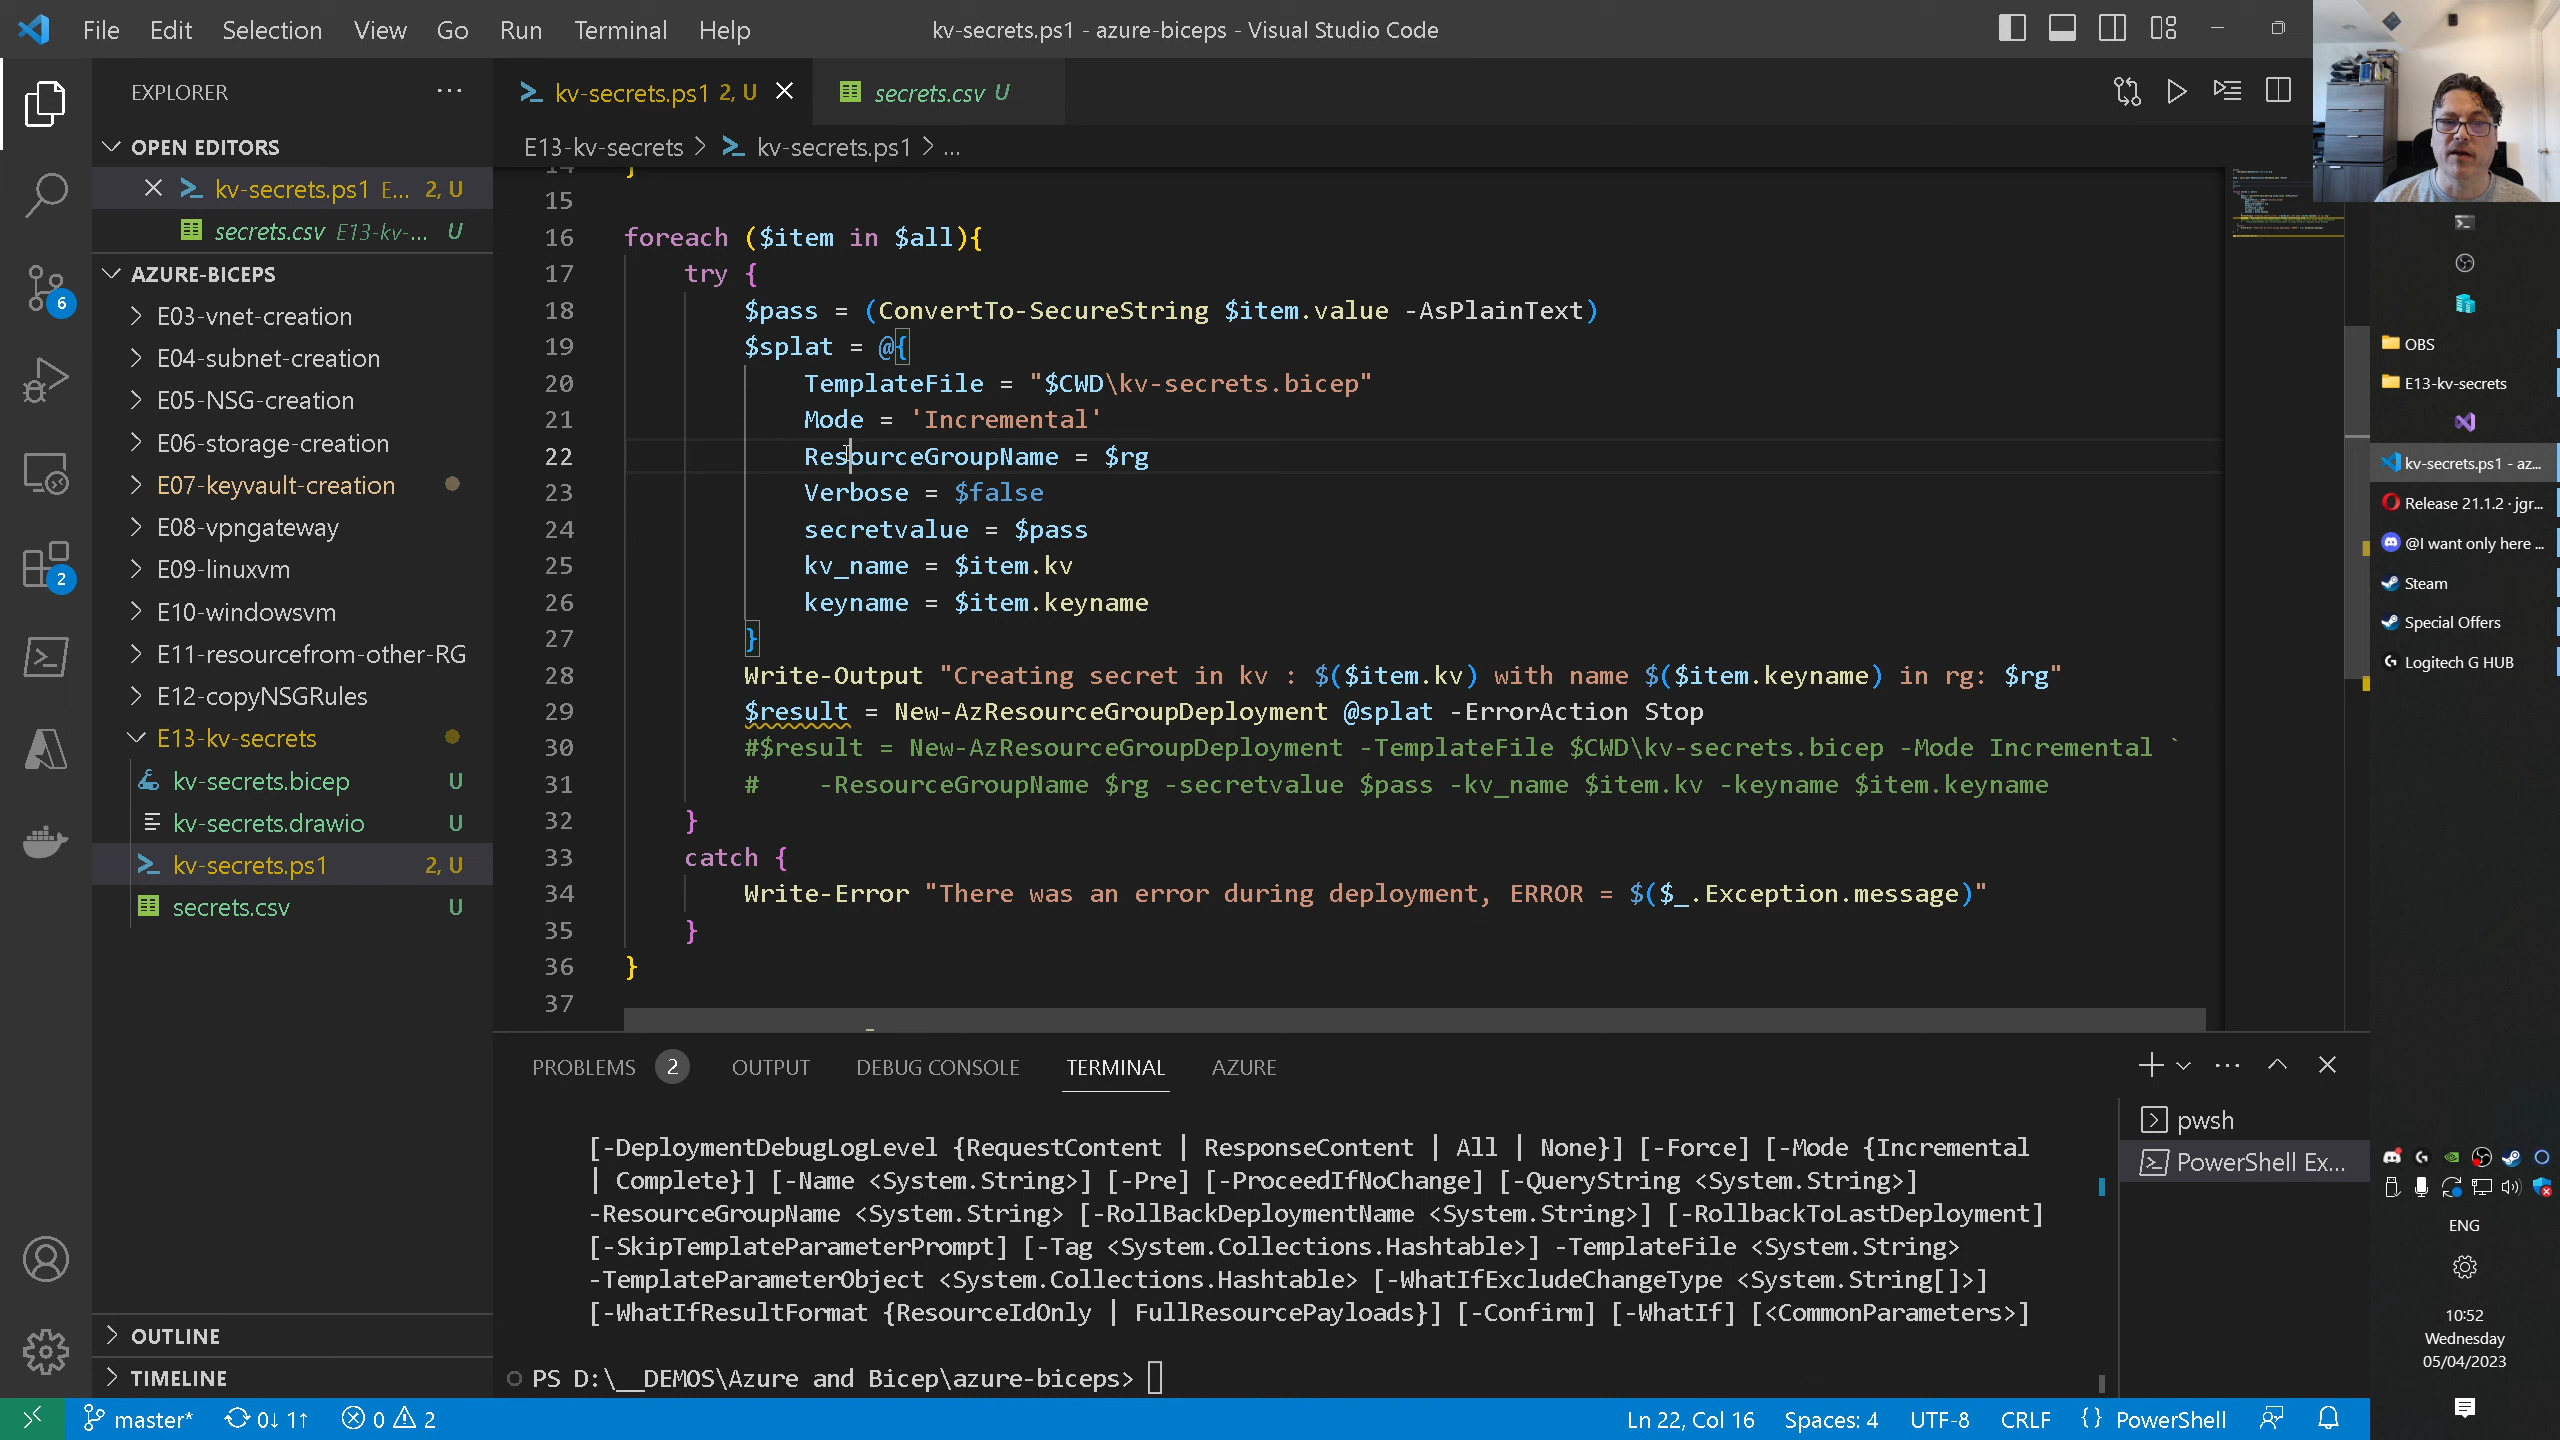 File Edit Selection View Go Run Terminal Help
kv-secrets.ps1 - azure-biceps - Visual Studio Code
EXPLORER
OPEN EDITORS
kv-secrets.ps1 E... 2, U
secrets.csv E13-kv-... U
AZURE-BICEPS
E03-vnet-creation
E04-subnet-creation
E05-NSG-creation
E06-storage-creation
E07-keyvault-creation
E08-vpngateway
E09-linuxvm
E10-windowsvm
E11-resourcefrom-other-RG
E12-copyNSGRules
E13-kv-secrets
kv-secrets.bicep U
kv-secrets.drawio U
kv-secrets.ps1 2, U
secrets.csv U
OUTLINE
TIMELINE
6
2
kv-secrets.ps1 2, U
secrets.csv U
E13-kv-secrets > kv-secrets.ps1 > ...
14 }
15
16 foreach ($item in $all){
17 try {
18 $pass = (ConvertTo-SecureString $item.value -AsPlainText)
19 $splat = @{
20 TemplateFile = "$CWD\kv-secrets.bicep"
21 Mode = 'Incremental'
22 ResourceGroupName = $rg
23 Verbose = $false
24 secretvalue = $pass
25 kv_name = $item.kv
26 keyname = $item.keyname
27 }
28 Write-Output "Creating secret in kv : $($item.kv) with name $($item.keyname) in rg: $rg"
29 $result = New-AzResourceGroupDeployment @splat -ErrorAction Stop
30 #$result = New-AzResourceGroupDeployment -TemplateFile $CWD\kv-secrets.bicep -Mode Incremental `
31 # -ResourceGroupName $rg -secretvalue $pass -kv_name $item.kv -keyname $item.keyname
32 }
33 catch {
34 Write-Error "There was an error during deployment, ERROR = $($_.Exception.message)"
35 }
36 }
37
PROBLEMS 2 OUTPUT DEBUG CONSOLE TERMINAL AZURE
[-DeploymentDebugLogLevel {RequestContent | ResponseContent | All | None}] [-Force] [-Mode {Incremental
| Complete}] [-Name <System.String>] [-Pre] [-ProceedIfNoChange] [-QueryString <System.String>]
-ResourceGroupName <System.String> [-RollBackDeploymentName <System.String>] [-RollbackToLastDeployment]
[-SkipTemplateParameterPrompt] [-Tag <System.Collections.Hashtable>] -TemplateFile <System.String>
-TemplateParameterObject <System.Collections.Hashtable> [-WhatIfExcludeChangeType <System.String[]>]
[-WhatIfResultFormat {ResourceIdOnly | FullResourcePayloads}] [-Confirm] [-WhatIf] [<CommonParameters>]
PS D:\__DEMOS\Azure and Bicep\azure-biceps>
pwsh
PowerShell Ex...
master* 0↓ 1↑ 0 2
Ln 22, Col 16 Spaces: 4 UTF-8 CRLF {} PowerShell
OBS
E13-kv-secrets
kv-secrets.ps1 - az...
Release 21.1.2 · jgr...
@I want only here ...
Steam
Special Offers
Logitech G HUB
ENG
10:52
Wednesday
05/04/2023